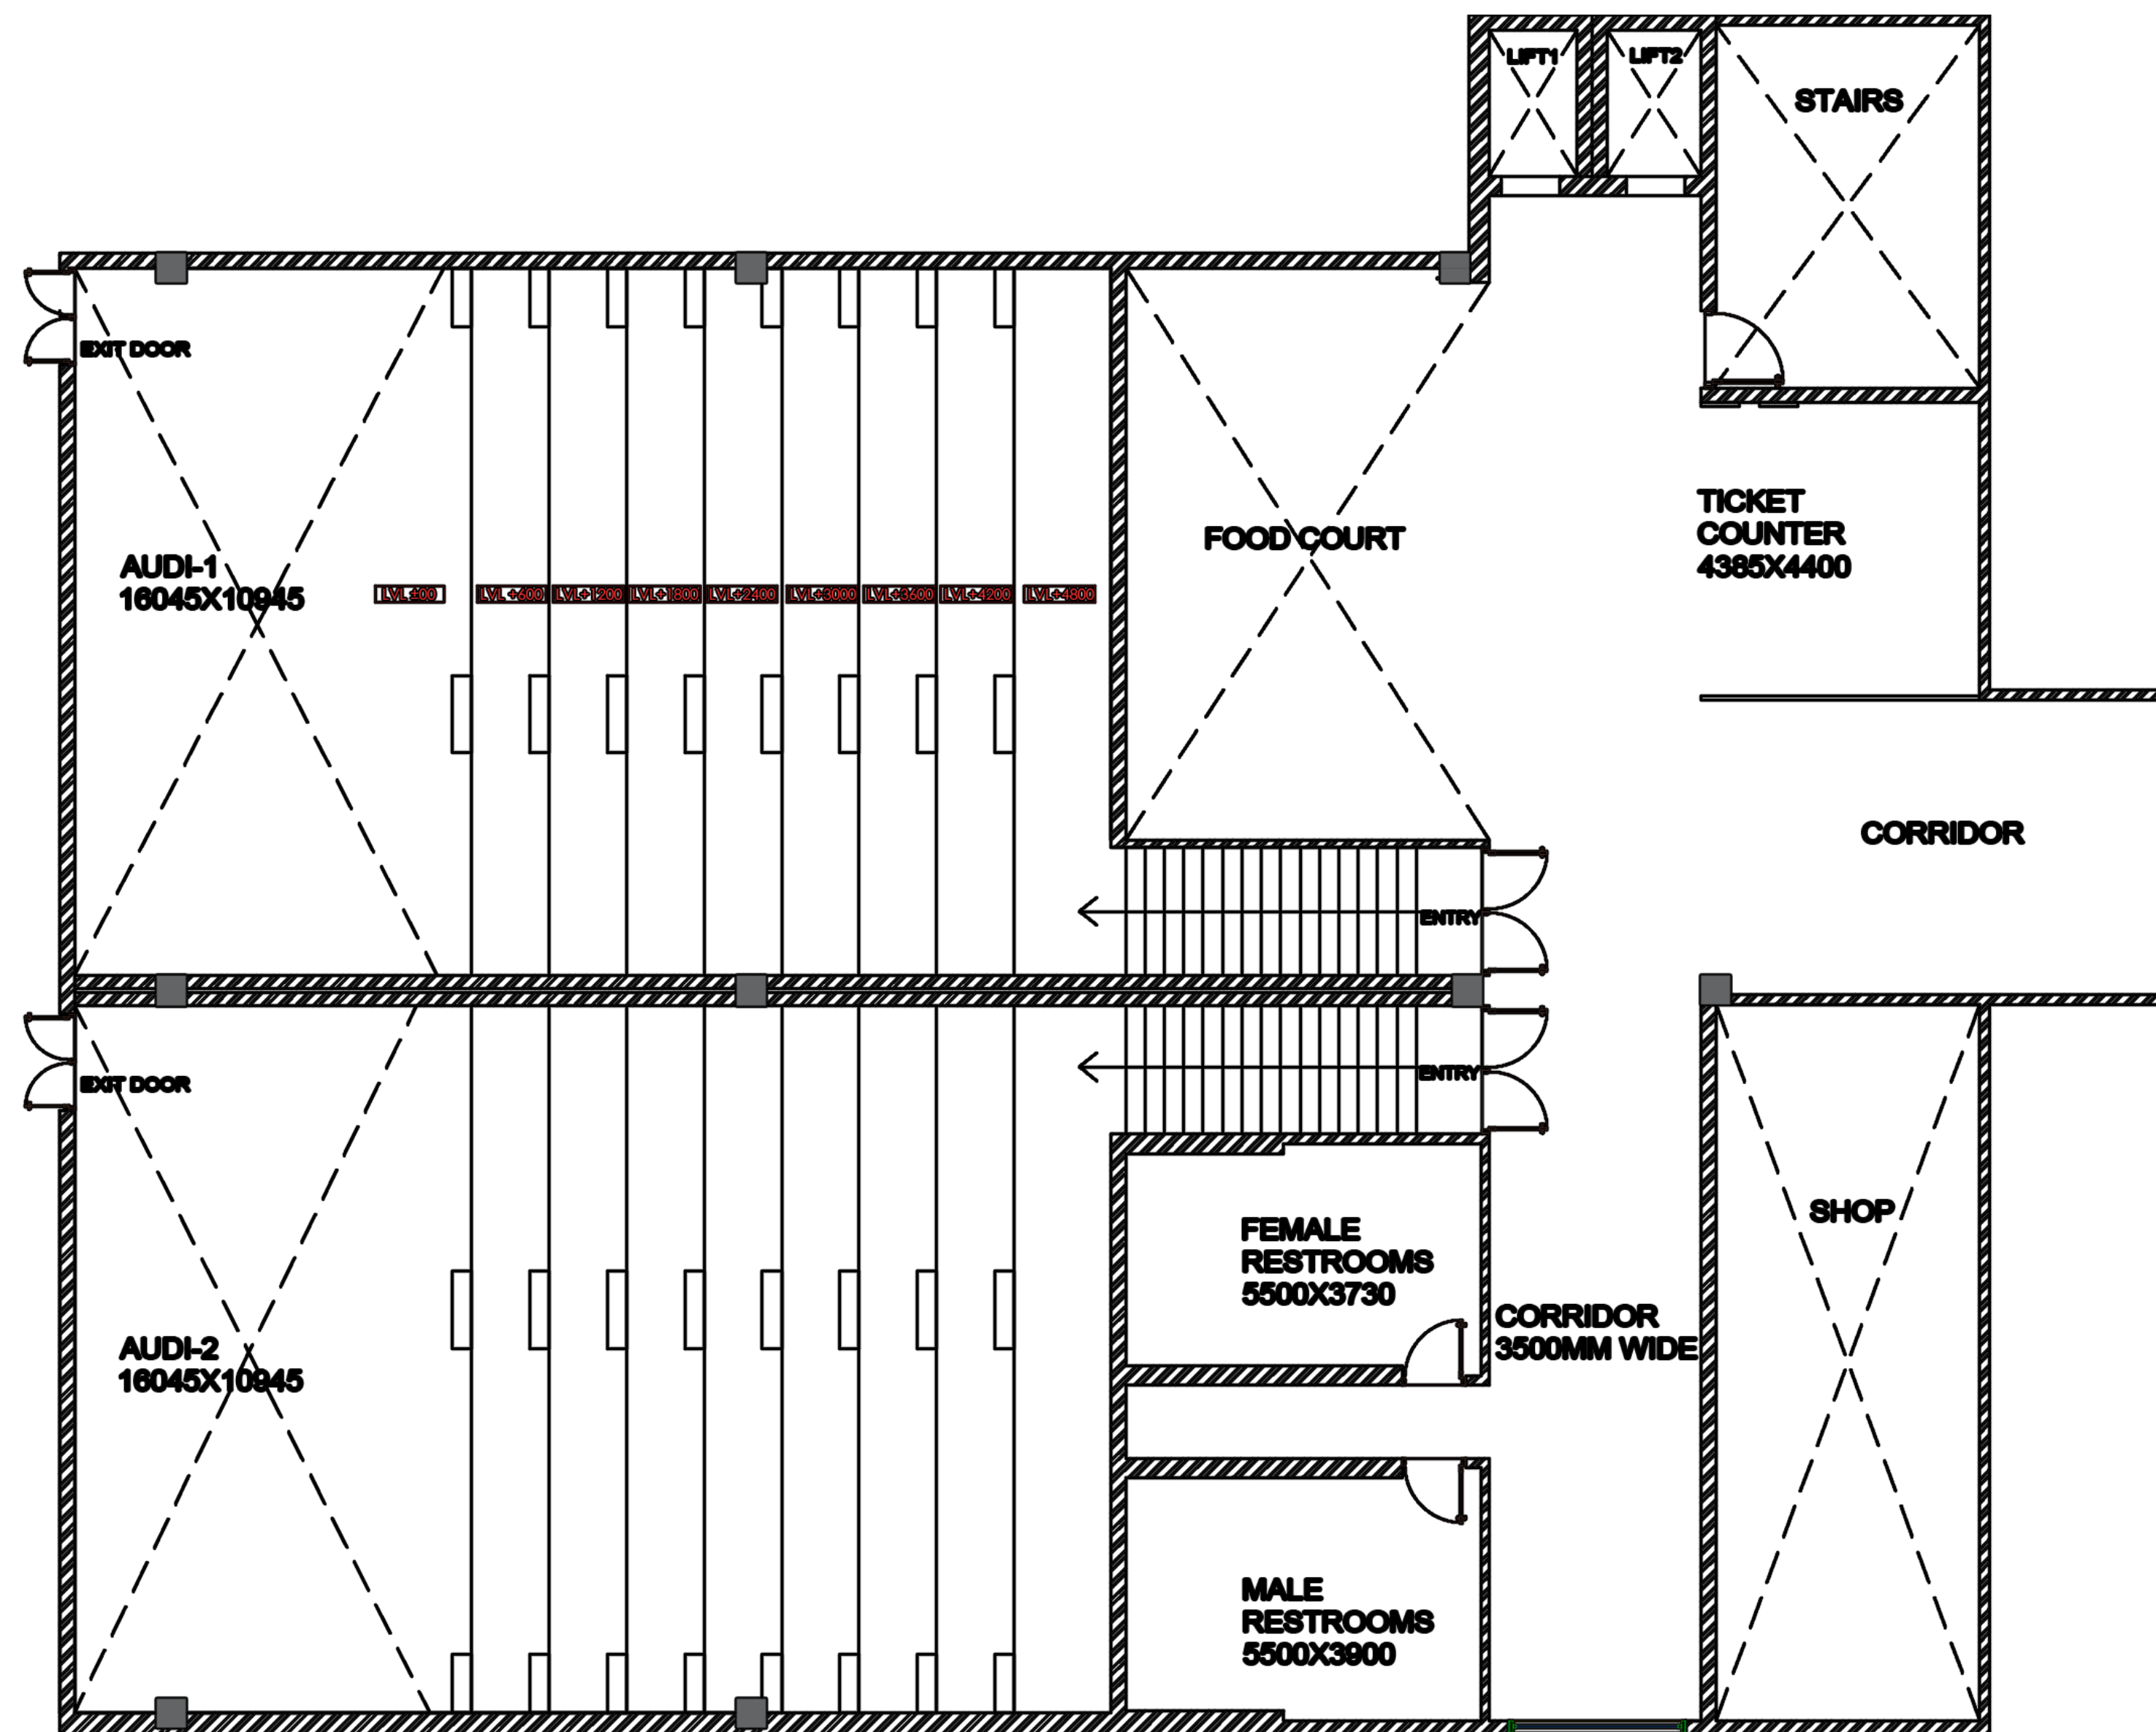 LIFT1
LIFT2
STAIRS
EXIT DOOR
TICKET
COUNTER
4385X4400
FOOD COURT
AUDI-1
16045X10945
LVL ±00
LVL +600
LVL+1200
LVL+1800
LVL+2400
LVL+3000
LVL+3600
LVL+4200
LVL+4800
CORRIDOR
ENTRY
ENTRY
EXIT DOOR
SHOP
FEMALE
RESTROOMS
5500X3730
CORRIDOR
3500MM WIDE
AUDI-2
16045X10945
MALE
RESTROOMS
5500X3900